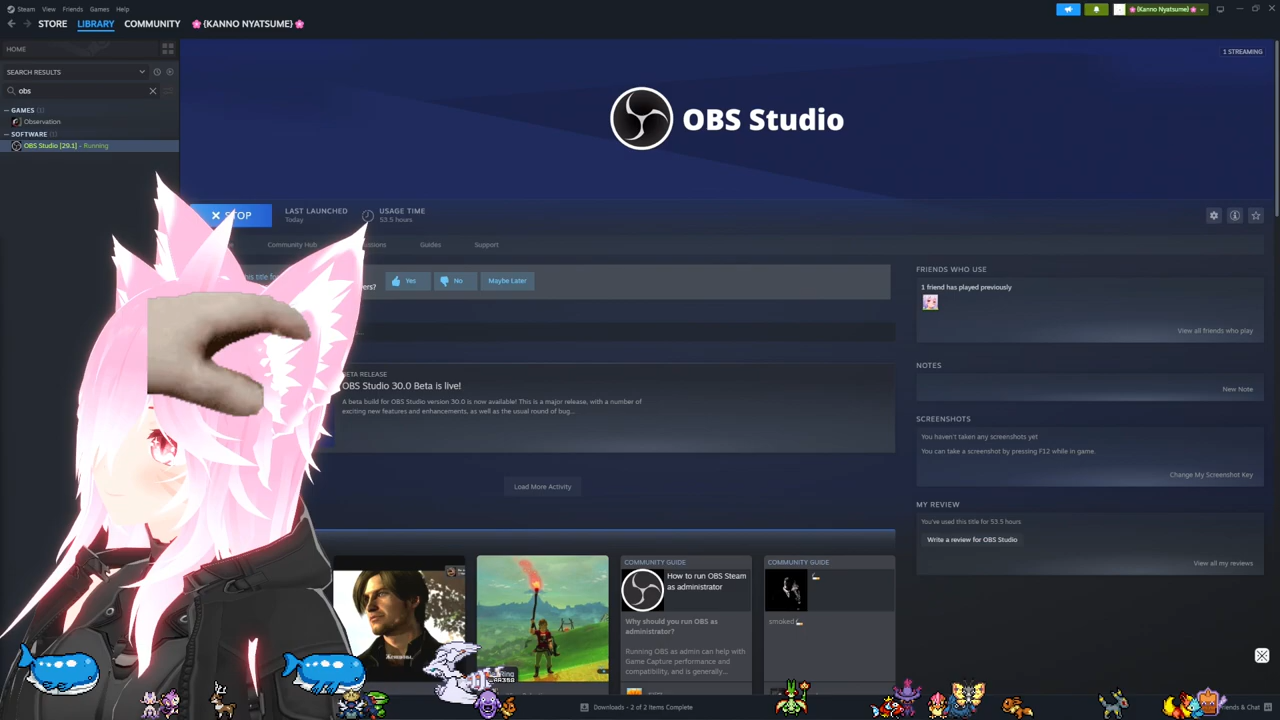 Steam View Friends Games Help
🌸{Kanno Nyatsume}🌸
STORE LIBRARY COMMUNITY 🌸{KANNO NYATSUME}🌸
HOME
1 STREAMING
SEARCH RESULTS
obs
GAMES (1)
Observation
SOFTWARE (1)
OBS Studio [29.1] - Running
OBS Studio
STOP
LAST LAUNCHED
Today
USAGE TIME
53.5 hours
Community Hub
Guides
Support
this title for
Yes
No
Maybe Later
BETA RELEASE
OBS Studio 30.0 Beta is live!
A beta build for OBS Studio version 30.0 is now available! This is a major release, with a number of
exciting new features and enhancements, as well as the usual round of bug...
Load More Activity
FRIENDS WHO USE
1 friend has played previously
View all friends who play
NOTES
New Note
SCREENSHOTS
You haven't taken any screenshots yet
You can take a screenshot by pressing F12 while in game.
Change My Screenshot Key
MY REVIEW
You've used this title for 53.5 hours
Write a review for OBS Studio
View all my reviews
COMMUNITY GUIDE
How to run OBS Steam
as administrator
Why should you run OBS as
administrator?
Running OBS as admin can help with
Game Capture performance and
compatibility, and is generally...
COMMUNITY GUIDE
🚬
smoked🚬
Женщина.
Downloads - 2 of 2 Items Complete
Friends & Chat